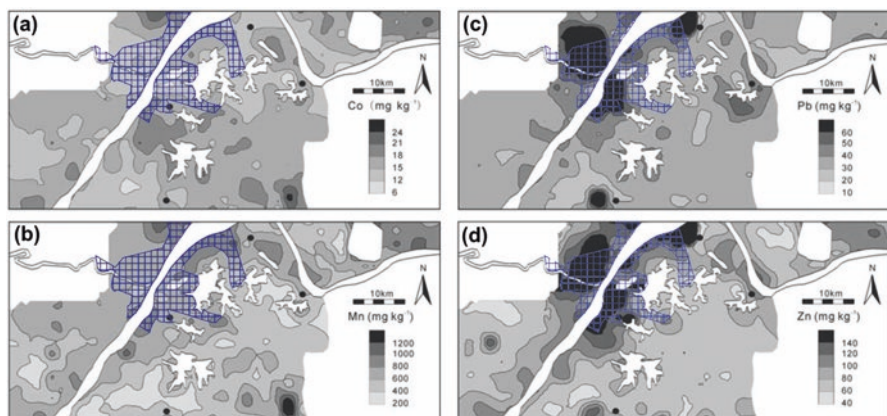 (a)
N
10km
Co (mg kg⁻¹)
24
21
18
15
12
6
(c)
N
10km
Pb (mg kg⁻¹)
60
50
40
30
20
10
(b)
N
10km
Mn (mg kg⁻¹)
1200
1000
800
600
400
200
(d)
N
10km
Zn (mg kg⁻¹)
140
120
100
80
60
40